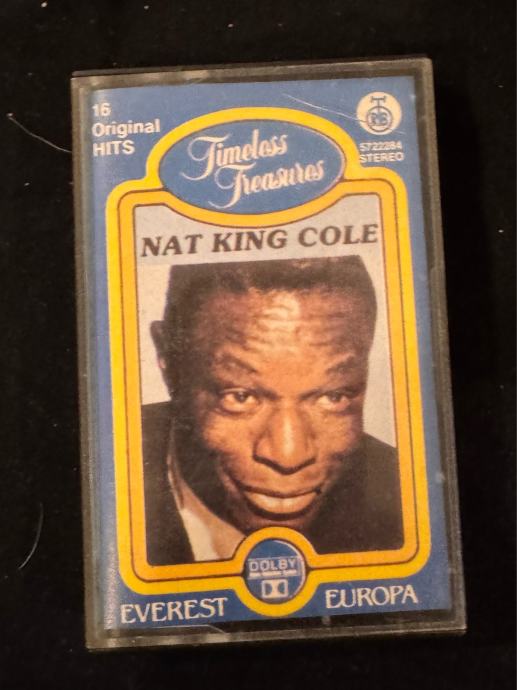 16
Original
HITS
Timeless
Treasures
5722284
STEREO
NAT KING COLE
DOLBY
EVEREST EUROPA